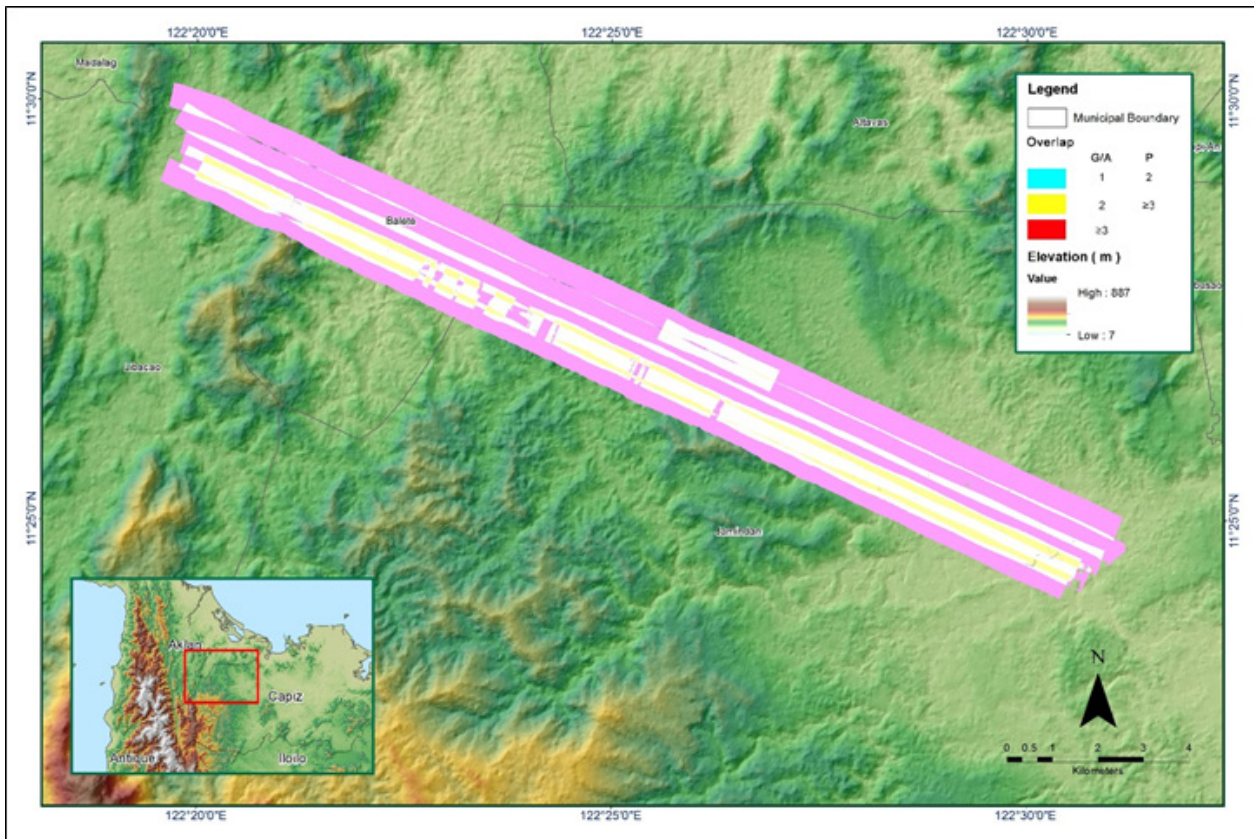 122°20'0"E
122°25'0"E
122°30'0"E
Madalag
11°30'0"N
11°30'0"N
Legend
Municipal Boundary
Overlap
G/A P
1 2
2 ≥3
≥3
Elevation ( m )
Value
High : 887
Low : 7
Altavas
Balete
Libacao
Jamindan
11°25'0"N
11°25'0"N
Aklan
Capiz
Antique
Iloilo
N
0 0.5 1 2 3 4
Kilometers
122°20'0"E
122°25'0"E
122°30'0"E